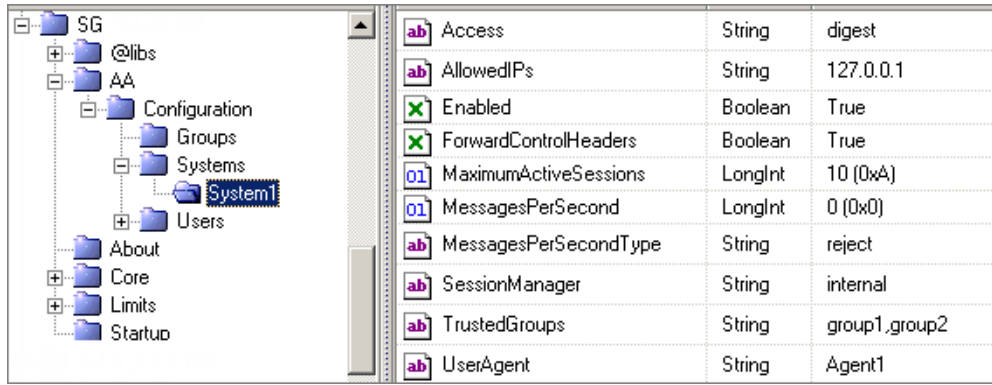 SG
@libs
AA
Configuration
Groups
Systems
System1
Users
About
Core
Limits
Startup
ab Access String digest
ab AllowedIPs String 127.0.0.1
Enabled Boolean True
ForwardControlHeaders Boolean True
01 MaximumActiveSessions LongInt 10 (0xA)
01 MessagesPerSecond LongInt 0 (0x0)
ab MessagesPerSecondType String reject
ab SessionManager String internal
ab TrustedGroups String group1,group2
ab UserAgent String Agent1